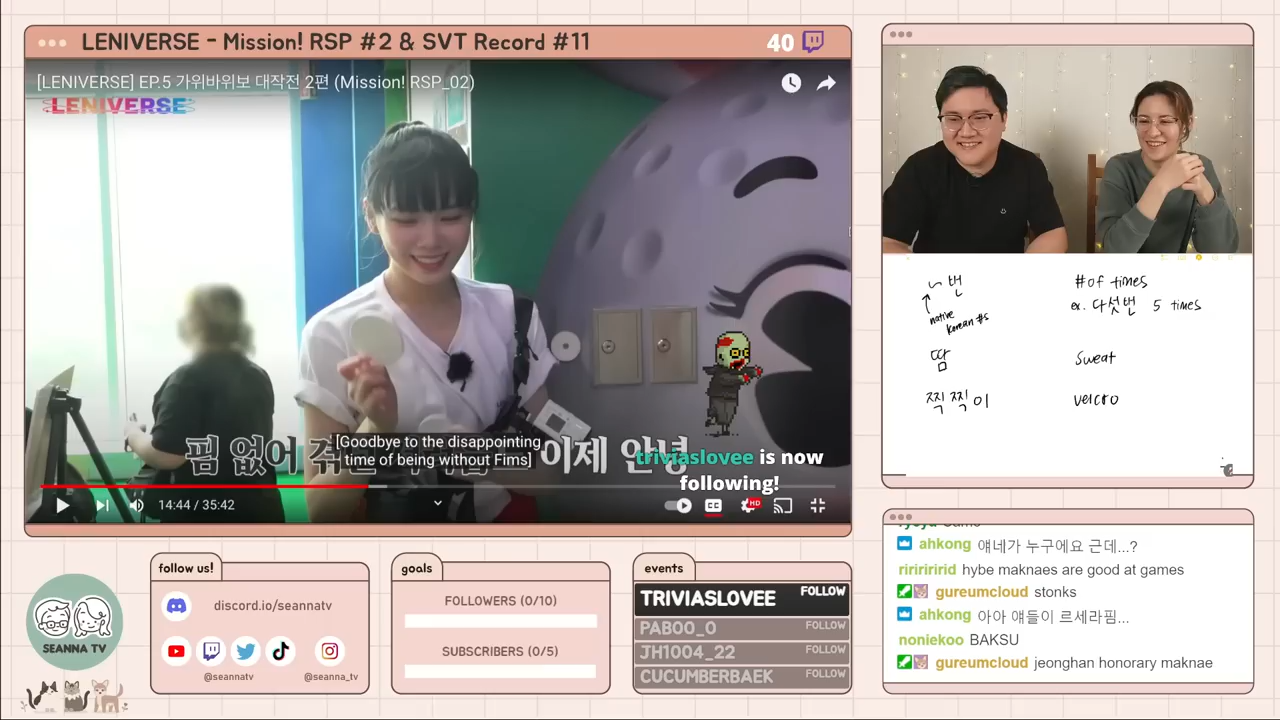 LENIVERSE - Mission! RSP #2 & SVT Record #11
40
[LENIVERSE] EP.5 가위바위보 대작전 2편 (Mission! RSP_02)
LENIVERSE
핌 없어
이제 안녕
[Goodbye to the disappointing
time of being without Fims]
triviaslovee is now
following!
14:44 / 35:42
CC
HD
~번
#of times
native
korean #s
ex. 다섯번 5 times
땀
sweat
찍찍이
velcro
ahkong 얘네가 누구에요 근데...?
riririririd hybe maknaes are good at games
gureumcloud stonks
ahkong 아아 얘들이 르세라핌...
noniekoo BAKSU
gureumcloud jeonghan honorary maknae
SEANNA TV
follow us!
discord.io/seannatv
@seannatv
@seanna_tv
goals
FOLLOWERS (0/10)
SUBSCRIBERS (0/5)
events
TRIVIASLOVEE FOLLOW
PABO0_0 FOLLOW
JH1004_22 FOLLOW
CUCUMBERBAEK FOLLOW